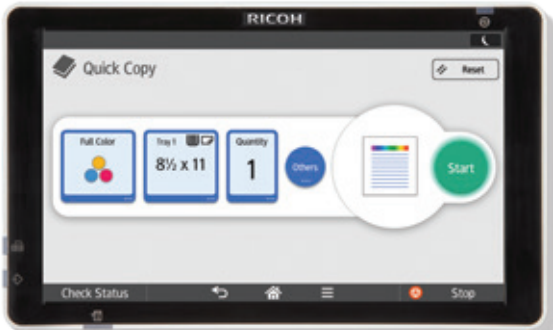 RICOH
Quick Copy
Reset
Full Color
Tray 1
8½ x 11
Quantity
1
Others
Start
Check Status
Stop